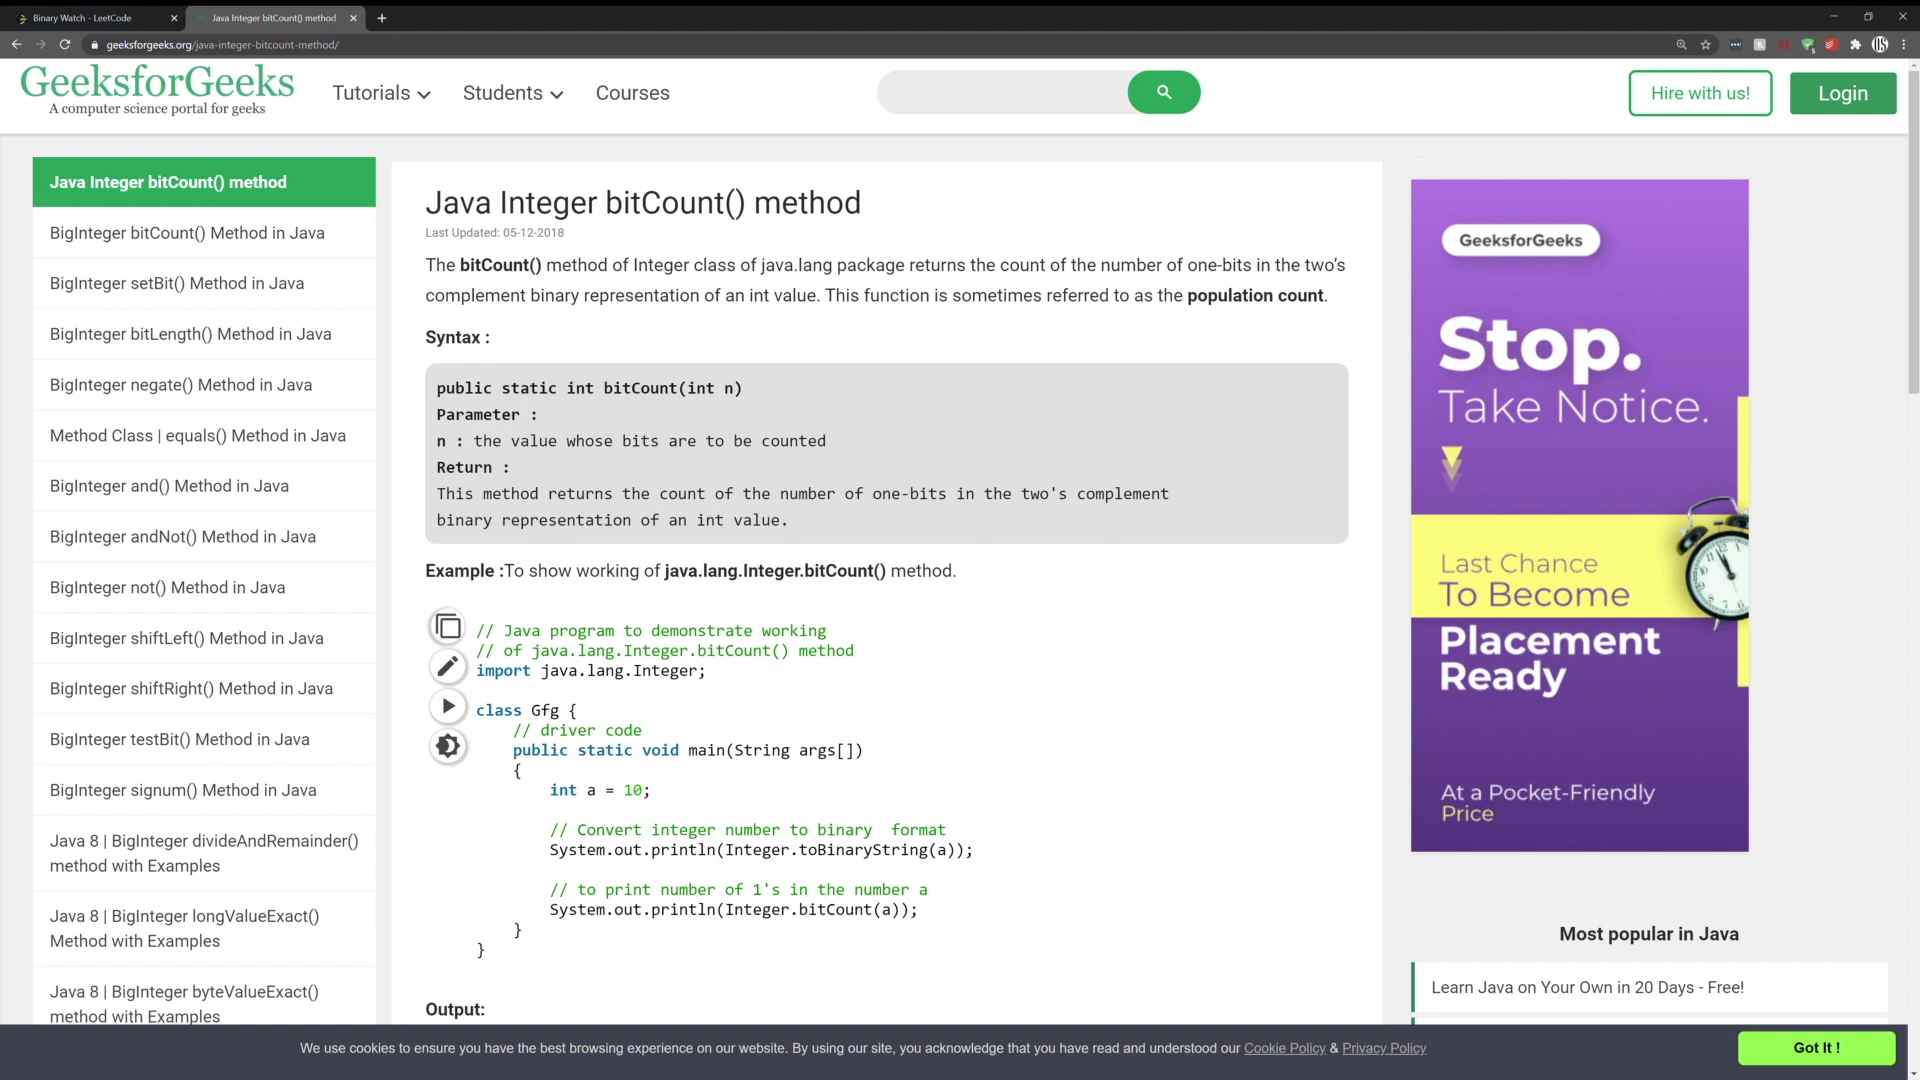 Binary Watch - LeetCode
Java Integer bitCount() method -
geeksforgeeks.org/java-integer-bitcount-method/
GeeksforGeeks
A computer science portal for geeks
Tutorials
Students
Courses
Hire with us!
Login
Java Integer bitCount() method
BigInteger bitCount() Method in Java
BigInteger setBit() Method in Java
BigInteger bitLength() Method in Java
BigInteger negate() Method in Java
Method Class | equals() Method in Java
BigInteger and() Method in Java
BigInteger andNot() Method in Java
BigInteger not() Method in Java
BigInteger shiftLeft() Method in Java
BigInteger shiftRight() Method in Java
BigInteger testBit() Method in Java
BigInteger signum() Method in Java
Java 8 | BigInteger divideAndRemainder()
method with Examples
Java 8 | BigInteger longValueExact()
Method with Examples
Java 8 | BigInteger byteValueExact()
method with Examples
Java Integer bitCount() method
Last Updated: 05-12-2018
The bitCount() method of Integer class of java.lang package returns the count of the number of one-bits in the two’s
complement binary representation of an int value. This function is sometimes referred to as the population count.
Syntax :
public static int bitCount(int n)
Parameter :
n : the value whose bits are to be counted
Return :
This method returns the count of the number of one-bits in the two's complement
binary representation of an int value.
Example :To show working of java.lang.Integer.bitCount() method.
// Java program to demonstrate working
// of java.lang.Integer.bitCount() method
import java.lang.Integer;
class Gfg {
// driver code
public static void main(String args[])
{
int a = 10;
// Convert integer number to binary  format
System.out.println(Integer.toBinaryString(a));
// to print number of 1's in the number a
System.out.println(Integer.bitCount(a));
}
}
Output:
GeeksforGeeks
Stop.
Take Notice.
Last Chance
To Become
Placement
Ready
At a Pocket-Friendly
Price
Most popular in Java
Learn Java on Your Own in 20 Days - Free!
We use cookies to ensure you have the best browsing experience on our website. By using our site, you acknowledge that you have read and understood our Cookie Policy & Privacy Policy
Got It !